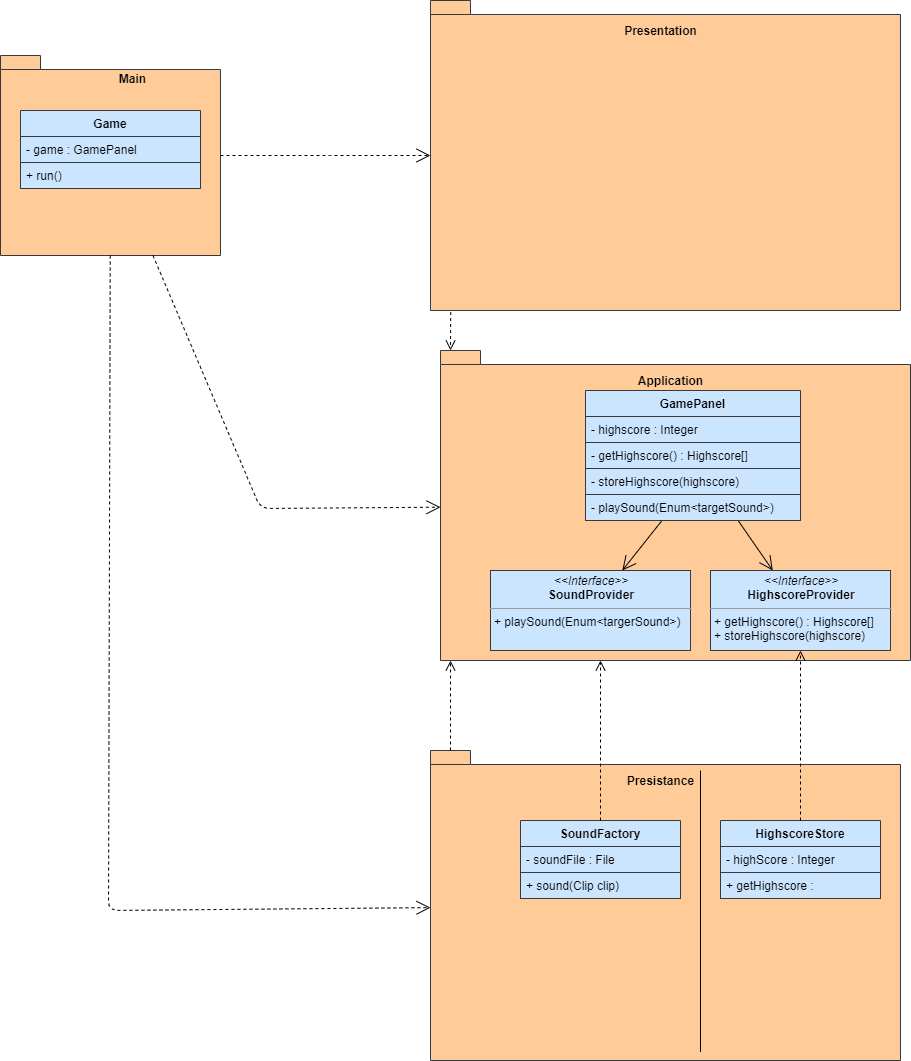 Presentation
Main
Game
- game : GamePanel
+ run()
Application
GamePanel
- highscore : Integer
- getHighscore() : Highscore[]
- storeHighscore(highscore)
- playSound(Enum<targetSound>)
<<Interface>>
SoundProvider
+ playSound(Enum<targerSound>)
<<Interface>>
HighscoreProvider
+ getHighscore() : Highscore[]
+ storeHighscore(highscore)
Presistance
SoundFactory
- soundFile : File
+ sound(Clip clip)
HighscoreStore
- highScore : Integer
+ getHighscore :